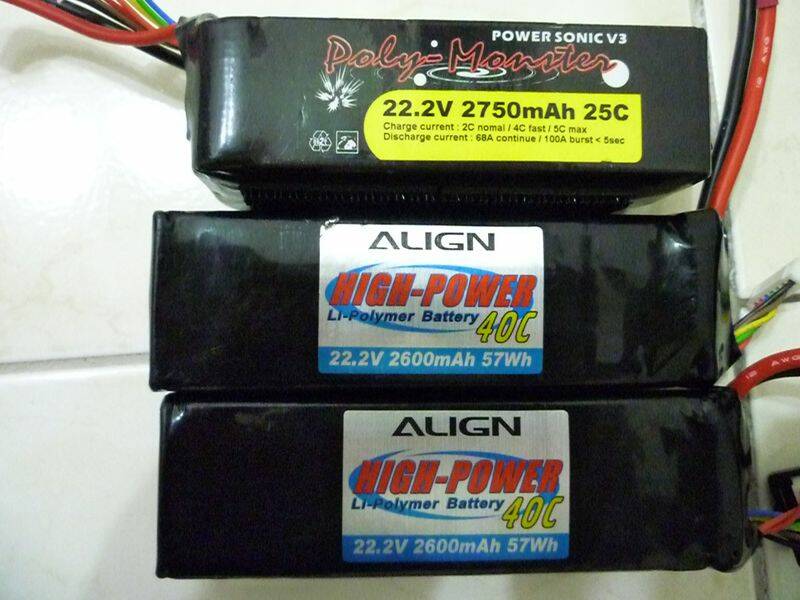 POWER SONIC V3
Poly-Monster
22.2V 2750mAh 25C
Charge current : 2C nomal / 4C fast / 5C max
Discharge current : 68A continue / 100A burst < 5sec
AWG
ALIGN
HIGH-POWER
Li-Polymer Battery
40C
22.2V 2600mAh 57Wh
AWG
ALIGN
HIGH-POWER
Li-Polymer Battery
40C
22.2V 2600mAh 57Wh